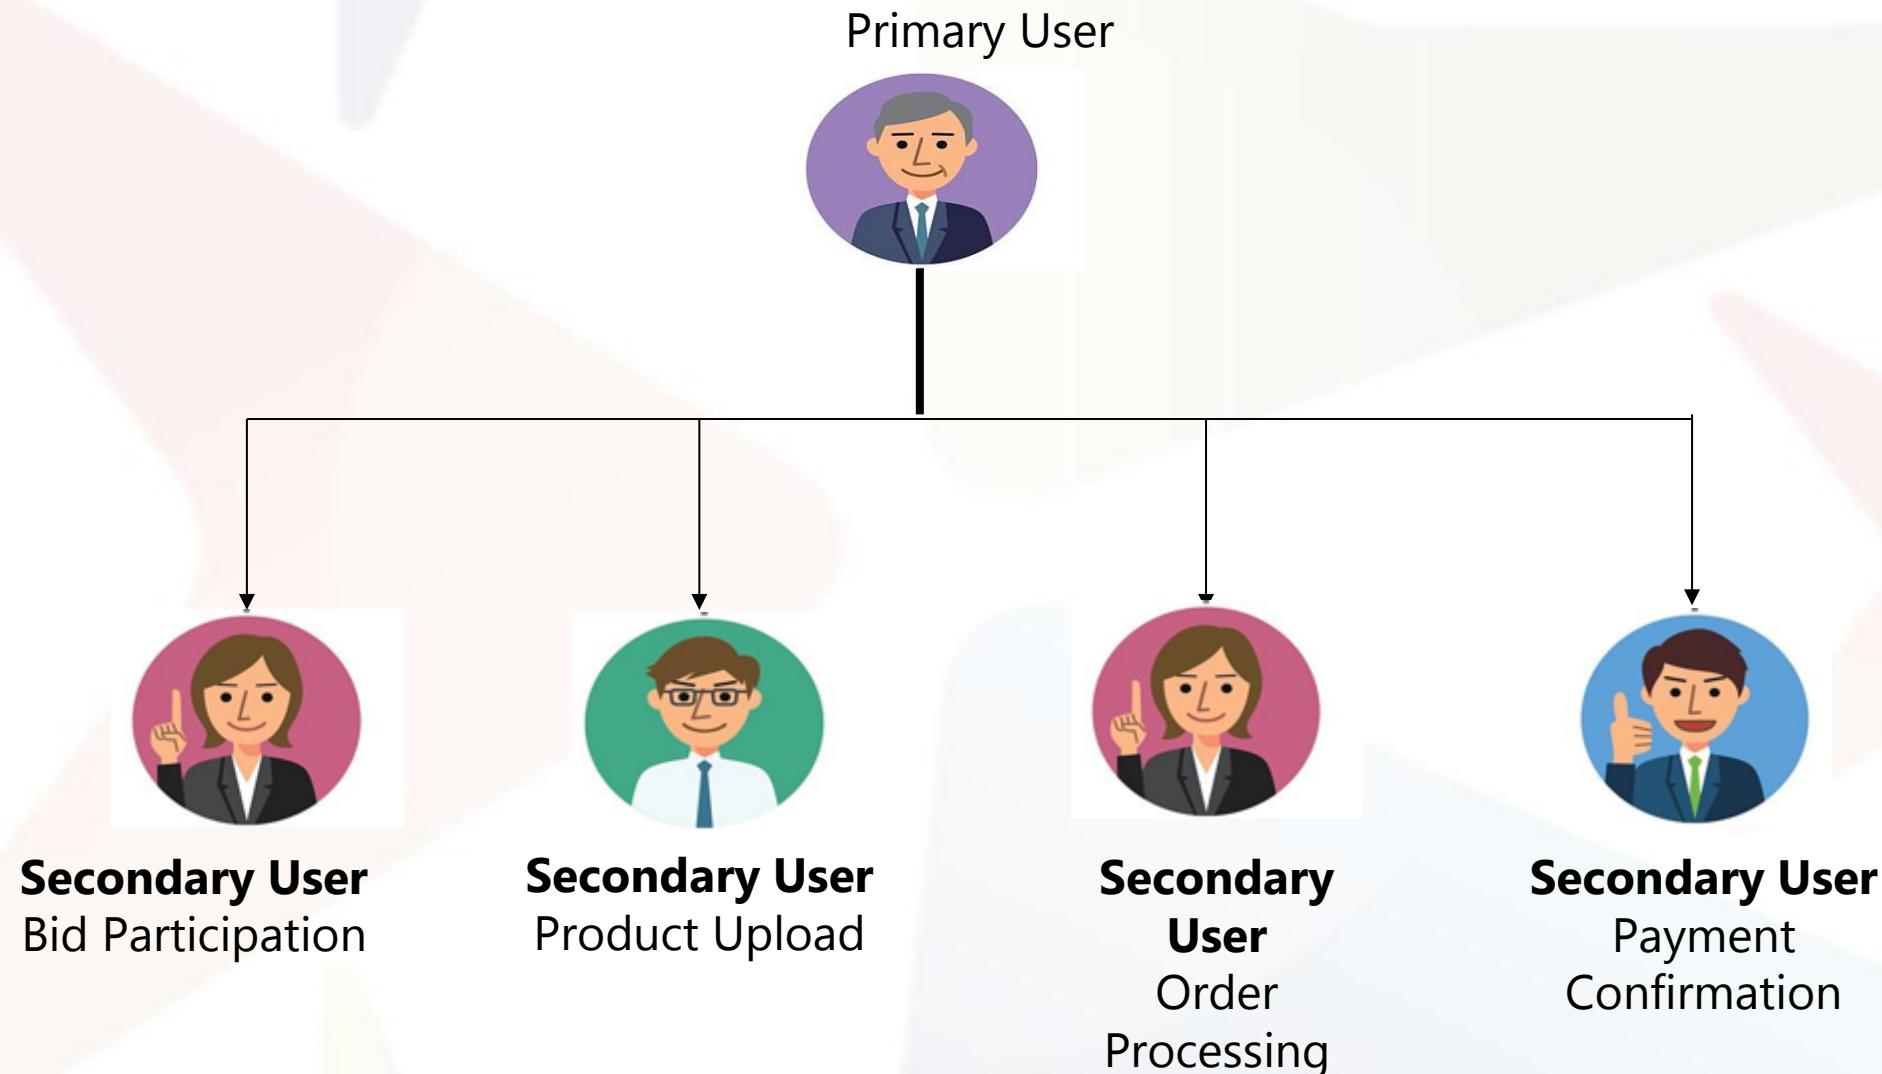 Primary User
Secondary User
Bid Participation
Secondary User
Product Upload
Secondary
User
Order
Processing
Secondary User
Payment
Confirmation